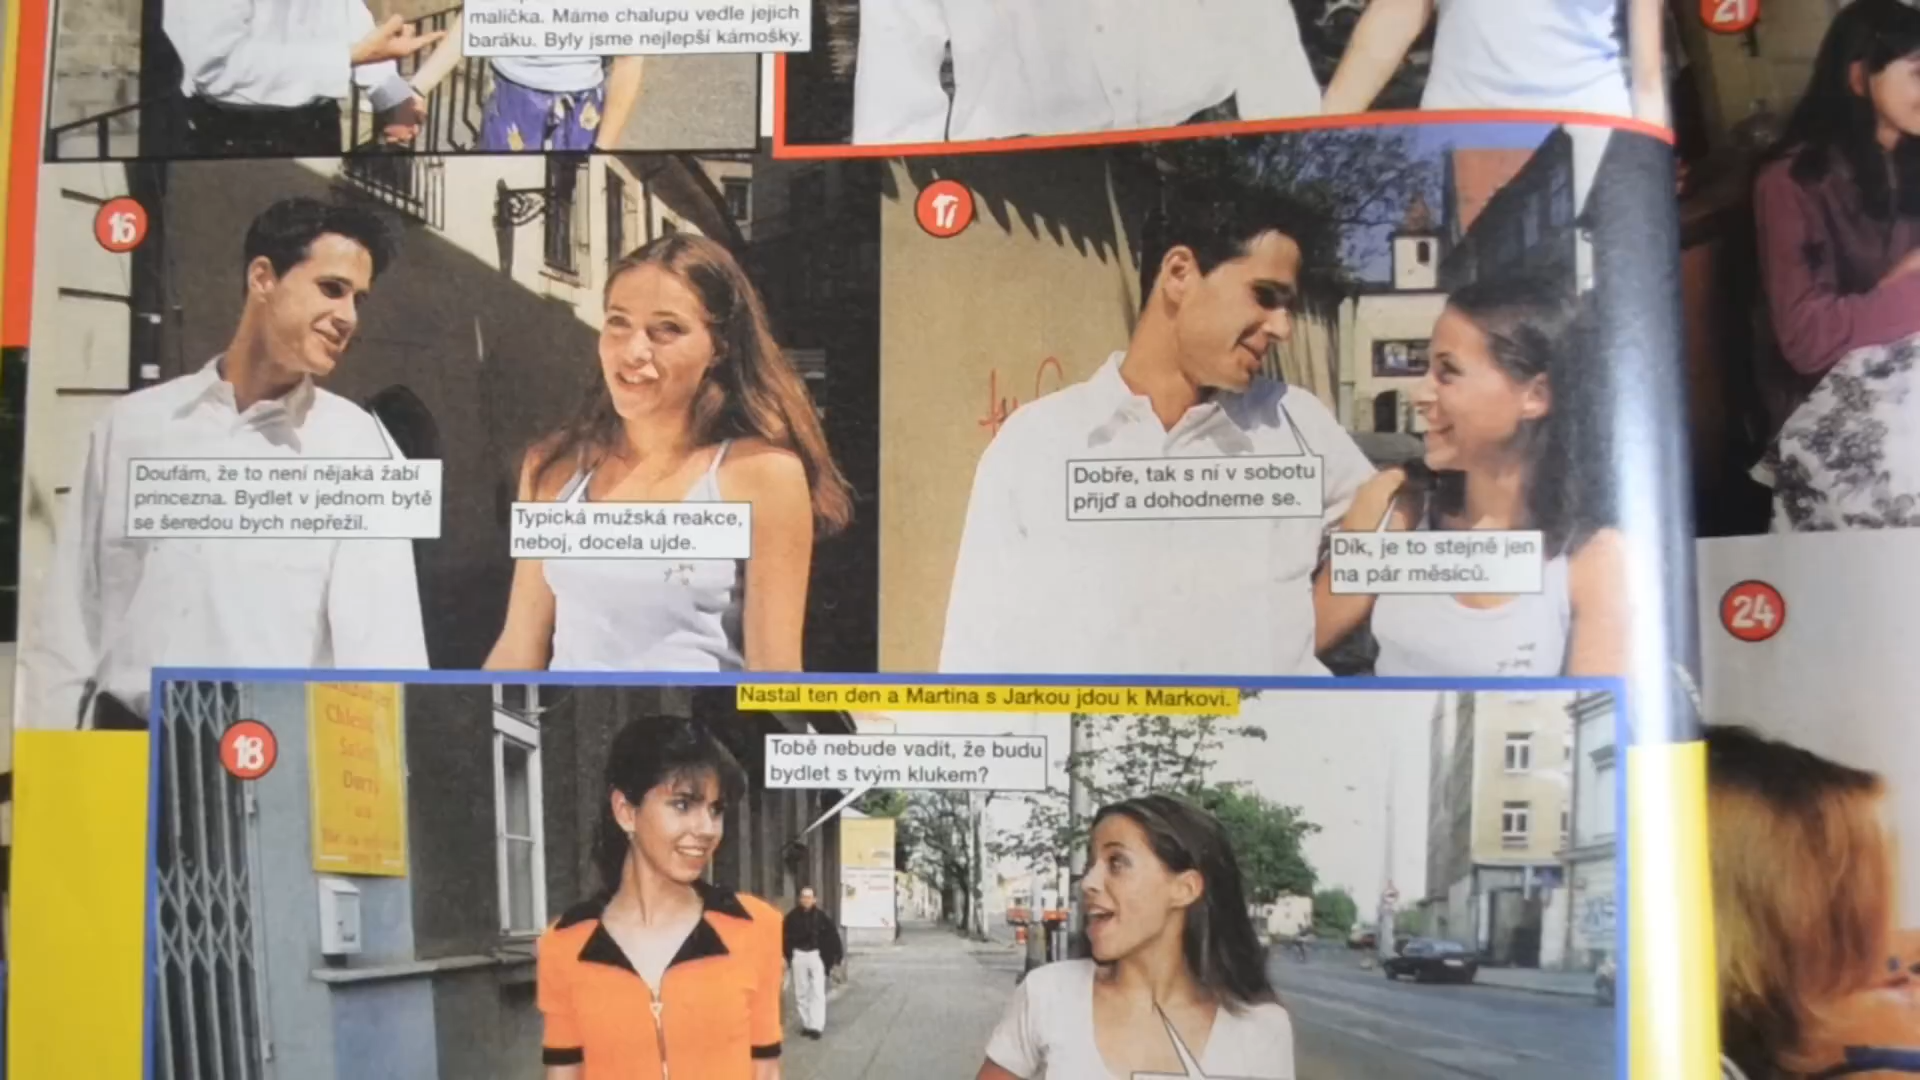 malička. Máme chalupu vedle jejich
baráku. Byly jsme nejlepší kámošky.
21
16
Doufám, že to není nějaká žabí
princezna. Bydlet v jednom bytě
se šeredou bych nepřežil.
Typická mužská reakce,
neboj, docela ujde.
17
Dobře, tak s ní v sobotu
přijď a dohodneme se.
Dík, je to stejně jen
na pár měsíců.
24
Nastal ten den a Martina s Jarkou jdou k Markovi.
18
Tobě nebude vadit, že budu
bydlet s tvým klukem?